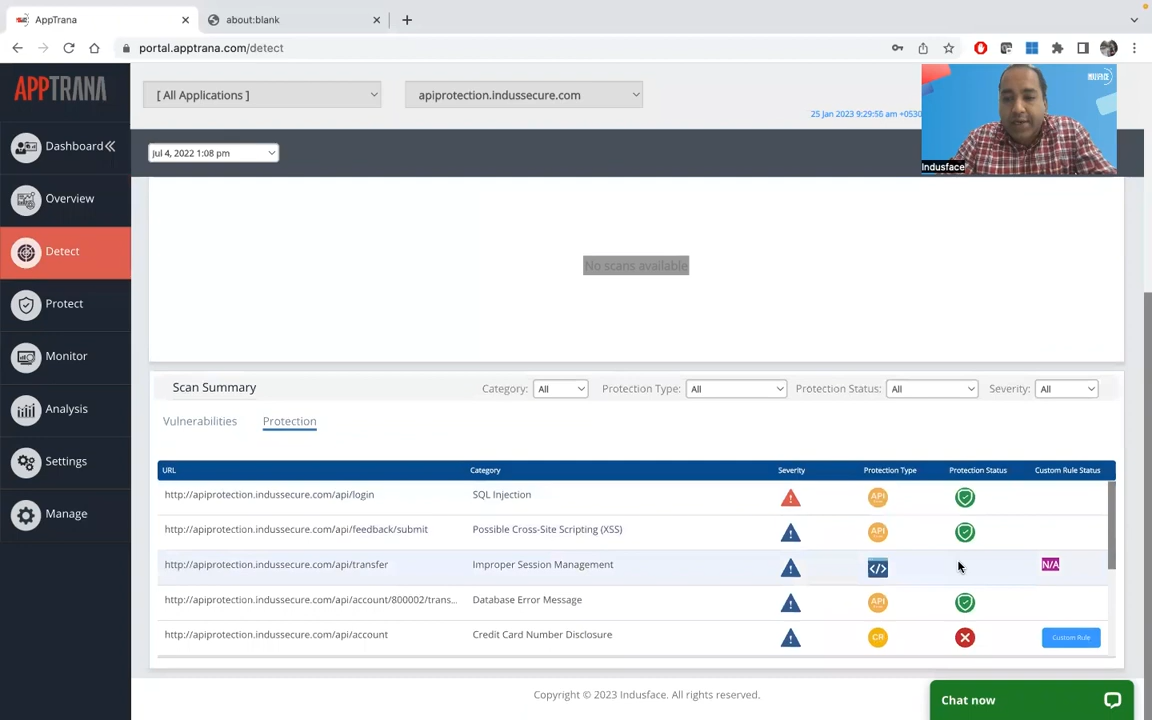 AppTrana
about:blank
portal.apptrana.com/detect
APPTRANA
[ All Applications ]
apiprotection.indussecure.com
25 Jan 2023 9:29:56 am +0530
INDUSFACE
Indusface
Dashboard
Jul 4, 2022 1:08 pm
Overview
Detect
Protect
Monitor
Analysis
Settings
Manage
No scans available
Scan Summary
Category: All Protection Type: All Protection Status: All Severity: All
Vulnerabilities Protection
URL Category Severity Protection Type Protection Status Custom Rule Status
http://apiprotection.indussecure.com/api/login SQL Injection API
http://apiprotection.indussecure.com/api/feedback/submit Possible Cross-Site Scripting (XSS) API
http://apiprotection.indussecure.com/api/transfer Improper Session Management </> N/A
http://apiprotection.indussecure.com/api/account/800002/trans... Database Error Message API
http://apiprotection.indussecure.com/api/account Credit Card Number Disclosure CR Custom Rule
Copyright © 2023 Indusface. All rights reserved.
Chat now